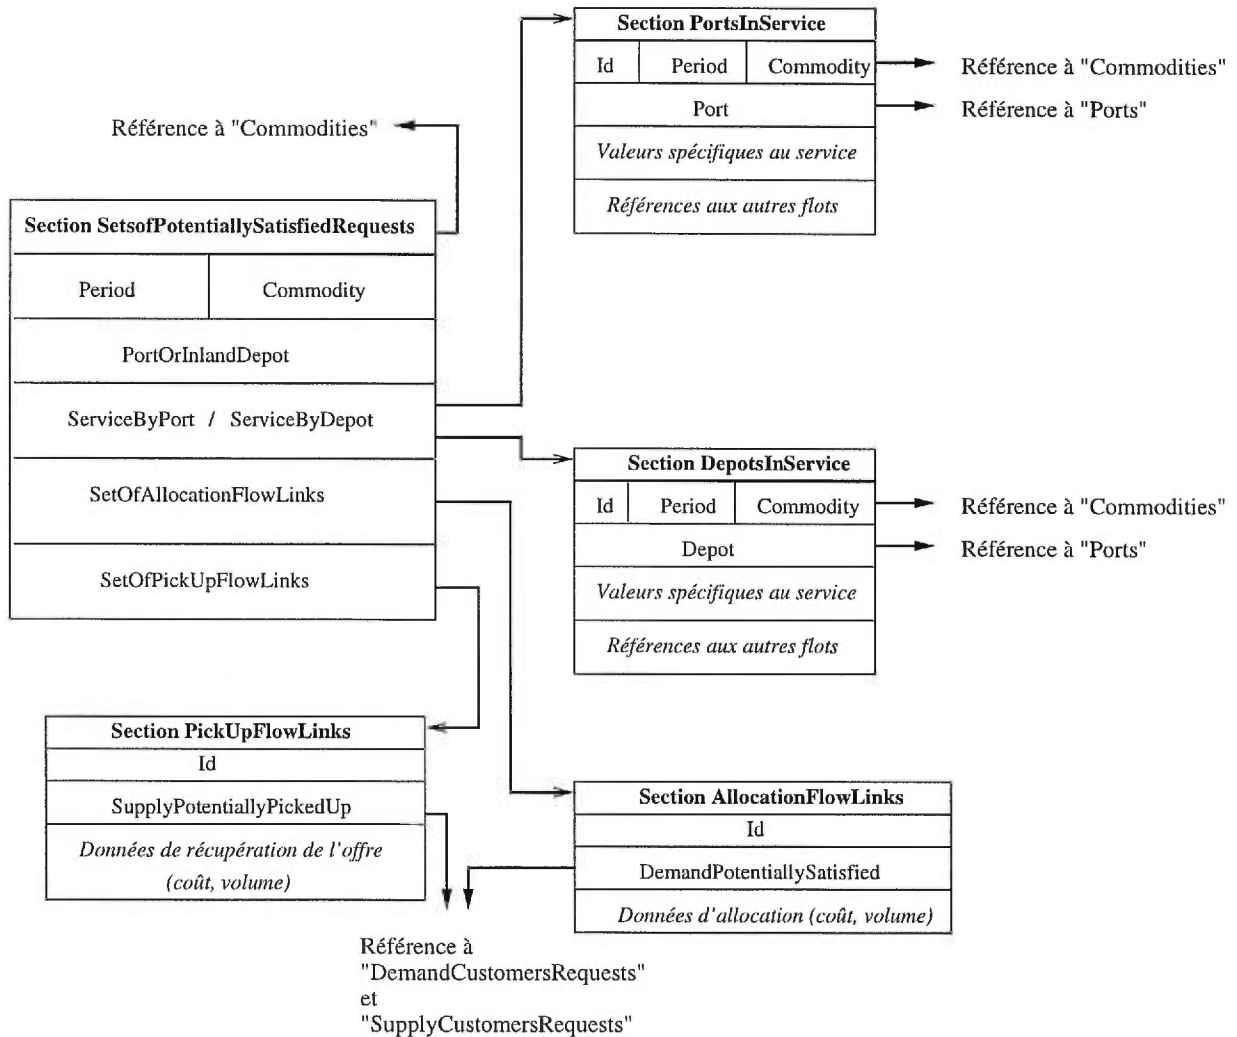 Section PortsInService
Id Period Commodity
Référence à "Commodities"
Port
Référence à "Ports"
Valeurs spécifiques au service
Références aux autres flots
Référence à "Commodities"
Section SetsofPotentiallySatisfiedRequests
Period Commodity
PortOrInlandDepot
ServiceByPort / ServiceByDepot
SetOfAllocationFlowLinks
SetOfPickUpFlowLinks
Section DepotsInService
Id Period Commodity
Référence à "Commodities"
Depot
Référence à "Ports"
Valeurs spécifiques au service
Références aux autres flots
Section PickUpFlowLinks
Id
SupplyPotentiallyPickedUp
Données de récupération de l'offre
(coût, volume)
Section AllocationFlowLinks
Id
DemandPotentiallySatisfied
Données d'allocation (coût, volume)
Référence à
"DemandCustomersRequests"
et
"SupplyCustomersRequests"